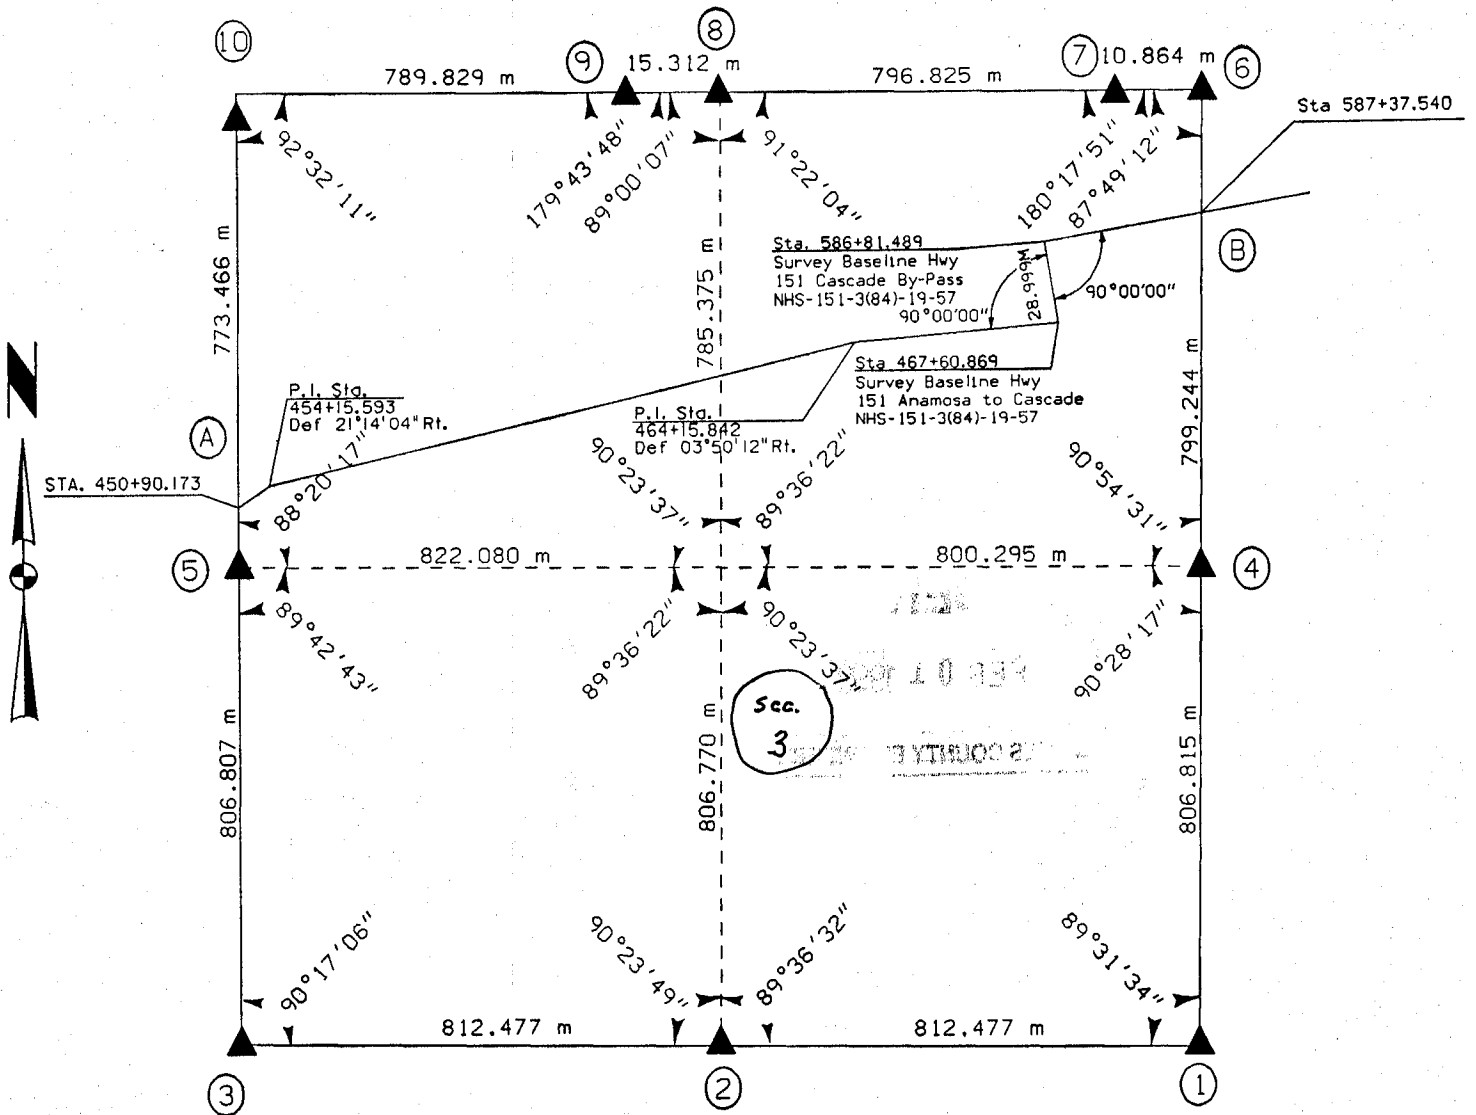 10
9
8
7
6
789.829 m
15.312 m
796.825 m
10.864 m
Sta 587+37.540
92°32'11"
179°43'48"
89°00'07"
91°22'04"
180°17'51"
87°49'12"
B
Sta. 586+81.489
Survey Baseline Hwy
151 Cascade By-Pass
NHS-151-3(84)-19-57
90°00'00"
28.999M
90°00'00"
773.466 m
785.375 m
799.244 m
N
A
P.I. Sta.
454+15.593
Def 21°14'04" Rt.
P.I. Sta.
464+15.842
Def 03°50'12" Rt.
Sta 467+60.869
Survey Baseline Hwy
151 Anamosa to Cascade
NHS-151-3(84)-19-57
STA. 450+90.173
88°20'17"
90°23'37"
89°36'22"
90°54'31"
5
822.080 m
800.295 m
4
89°42'43"
89°36'22"
90°23'37"
90°28'17"
806.807 m
806.770 m
806.815 m
Sec.
3
90°17'06"
90°23'49"
89°36'32"
89°31'34"
812.477 m
812.477 m
3
2
1